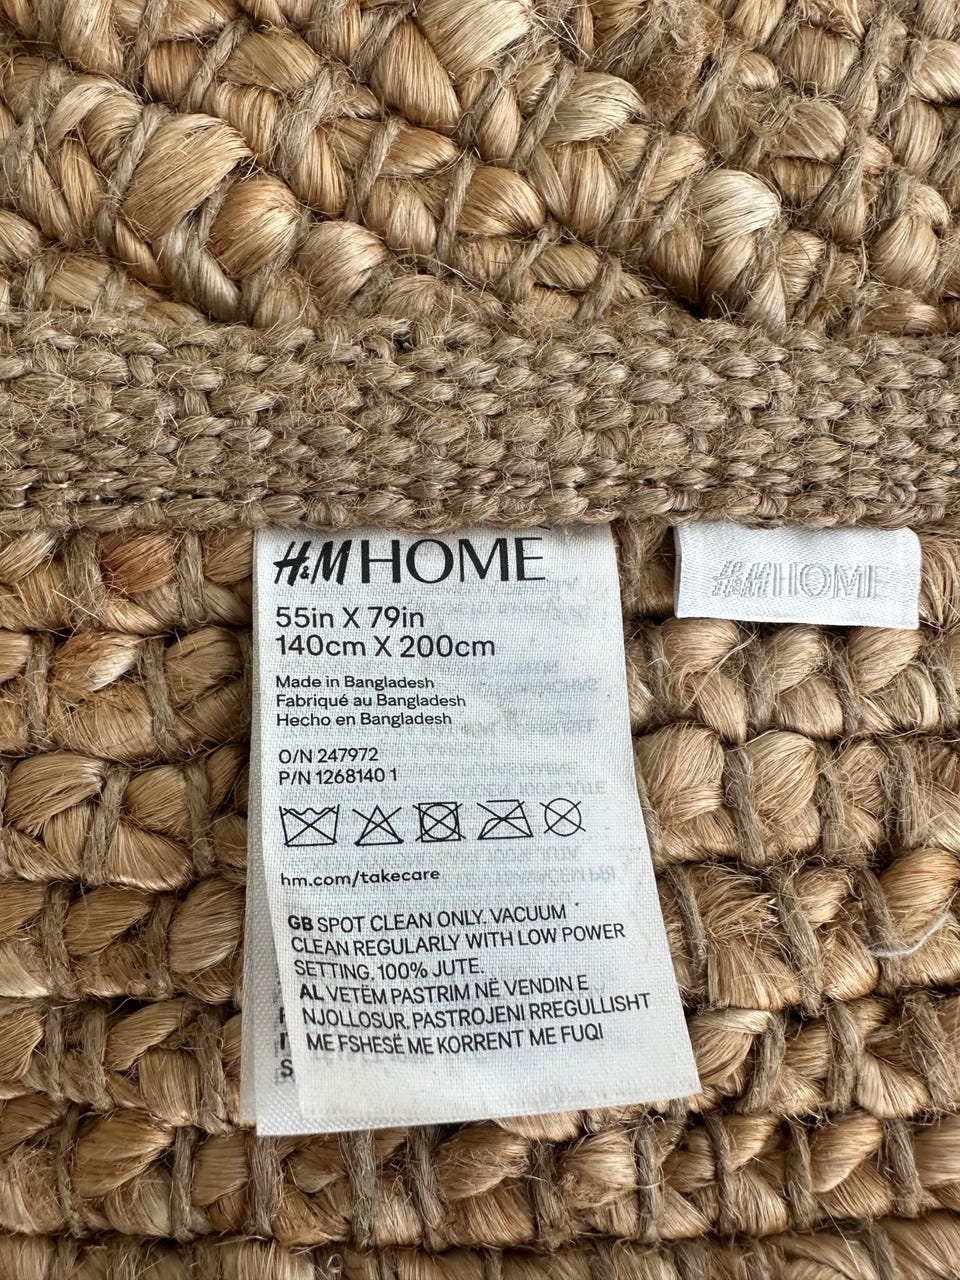 H&M HOME
55in X 79in
140cm X 200cm
Made in Bangladesh
Fabriqué au Bangladesh
Hecho en Bangladesh
O/N 247972
P/N 1268140 1
hm.com/takecare
GB SPOT CLEAN ONLY. VACUUM
CLEAN REGULARLY WITH LOW POWER
SETTING. 100% JUTE.
AL VETËM PASTRIM NË VENDIN E
NJOLLOSUR. PASTROJENI RREGULLISHT
ME FSHESË ME KORRENT ME FUQI
H&M HOME